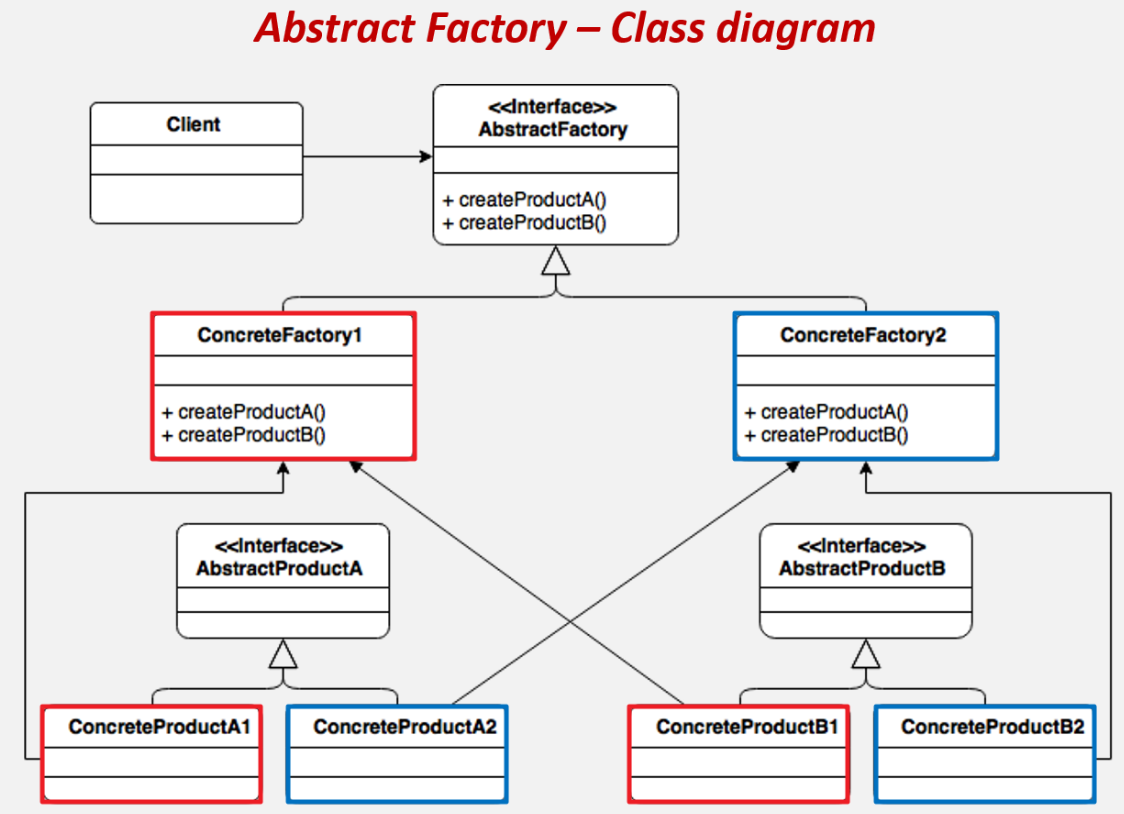 Abstract Factory – Class diagram
Client
<<Interface>>
AbstractFactory
+ createProductA()
+ createProductB()
ConcreteFactory1
+ createProductA()
+ createProductB()
ConcreteFactory2
+ createProductA()
+ createProductB()
<<Interface>>
AbstractProductA
<<Interface>>
AbstractProductB
ConcreteProductA1
ConcreteProductA2
ConcreteProductB1
ConcreteProductB2